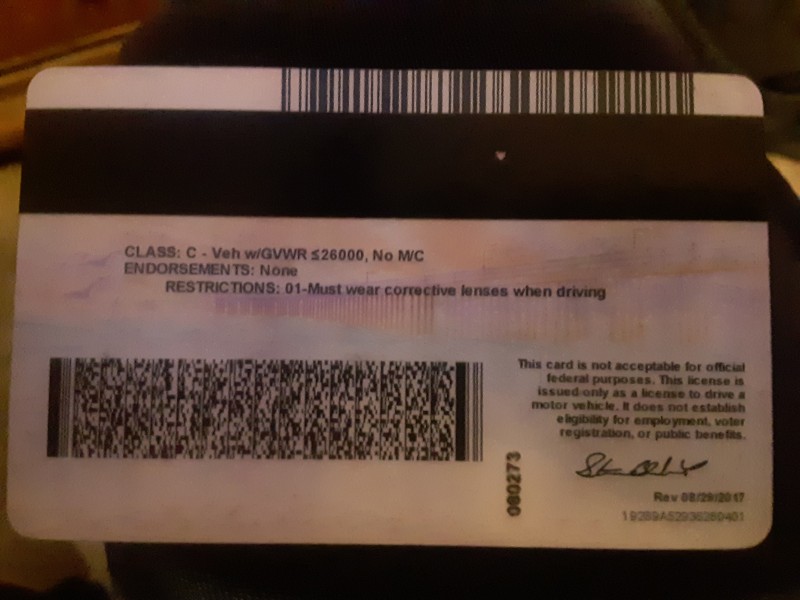 CLASS: C - Veh w/GVWR ≤26000, No M/C
ENDORSEMENTS: None
RESTRICTIONS: 01-Must wear corrective lenses when driving
This card is not acceptable for official
federal purposes. This license is
issued only as a license to drive a
motor vehicle. It does not establish
eligibility for employment, voter
registration, or public benefits.
080273
Rev 08/29/2017